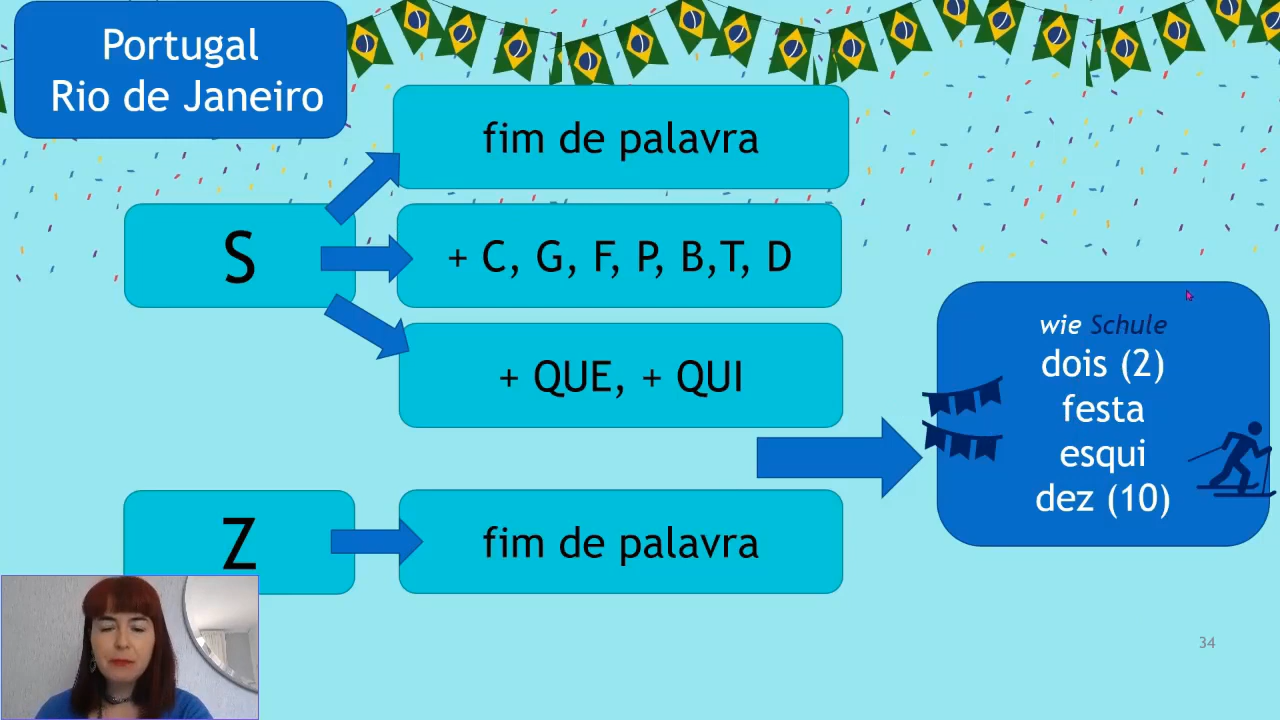 Portugal
Rio de Janeiro
fim de palavra
S
+ C, G, F, P, B,T, D
+ QUE, + QUI
wie Schule
dois (2)
festa
esqui
dez (10)
Z
fim de palavra
34